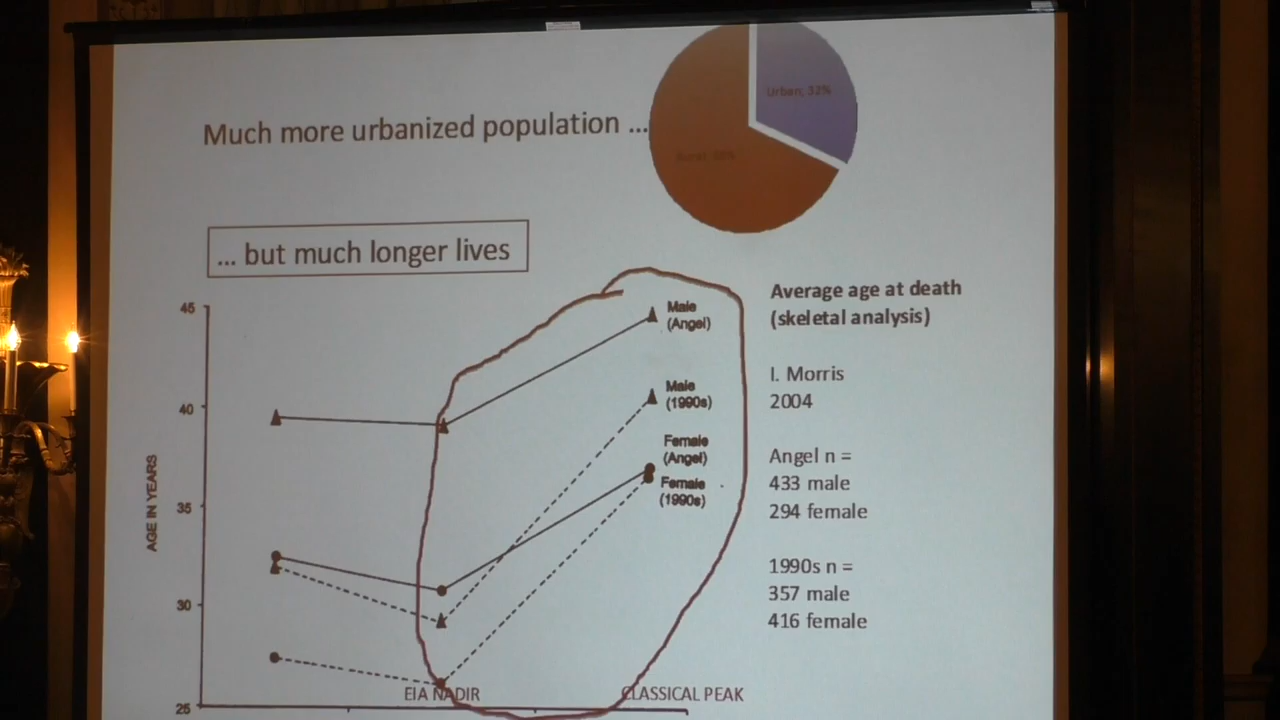 Urban; 32%
Much more urbanized population ...
... but much longer lives
Average age at death
(skeletal analysis)
I. Morris
2004
Angel n =
433 male
294 female
1990s n =
357 male
416 female
AGE IN YEARS
45
40
35
30
25
Male
(Angel)
Male
(1990s)
Female
(Angel)
Female
(1990s)
EIA NADIR
CLASSICAL PEAK